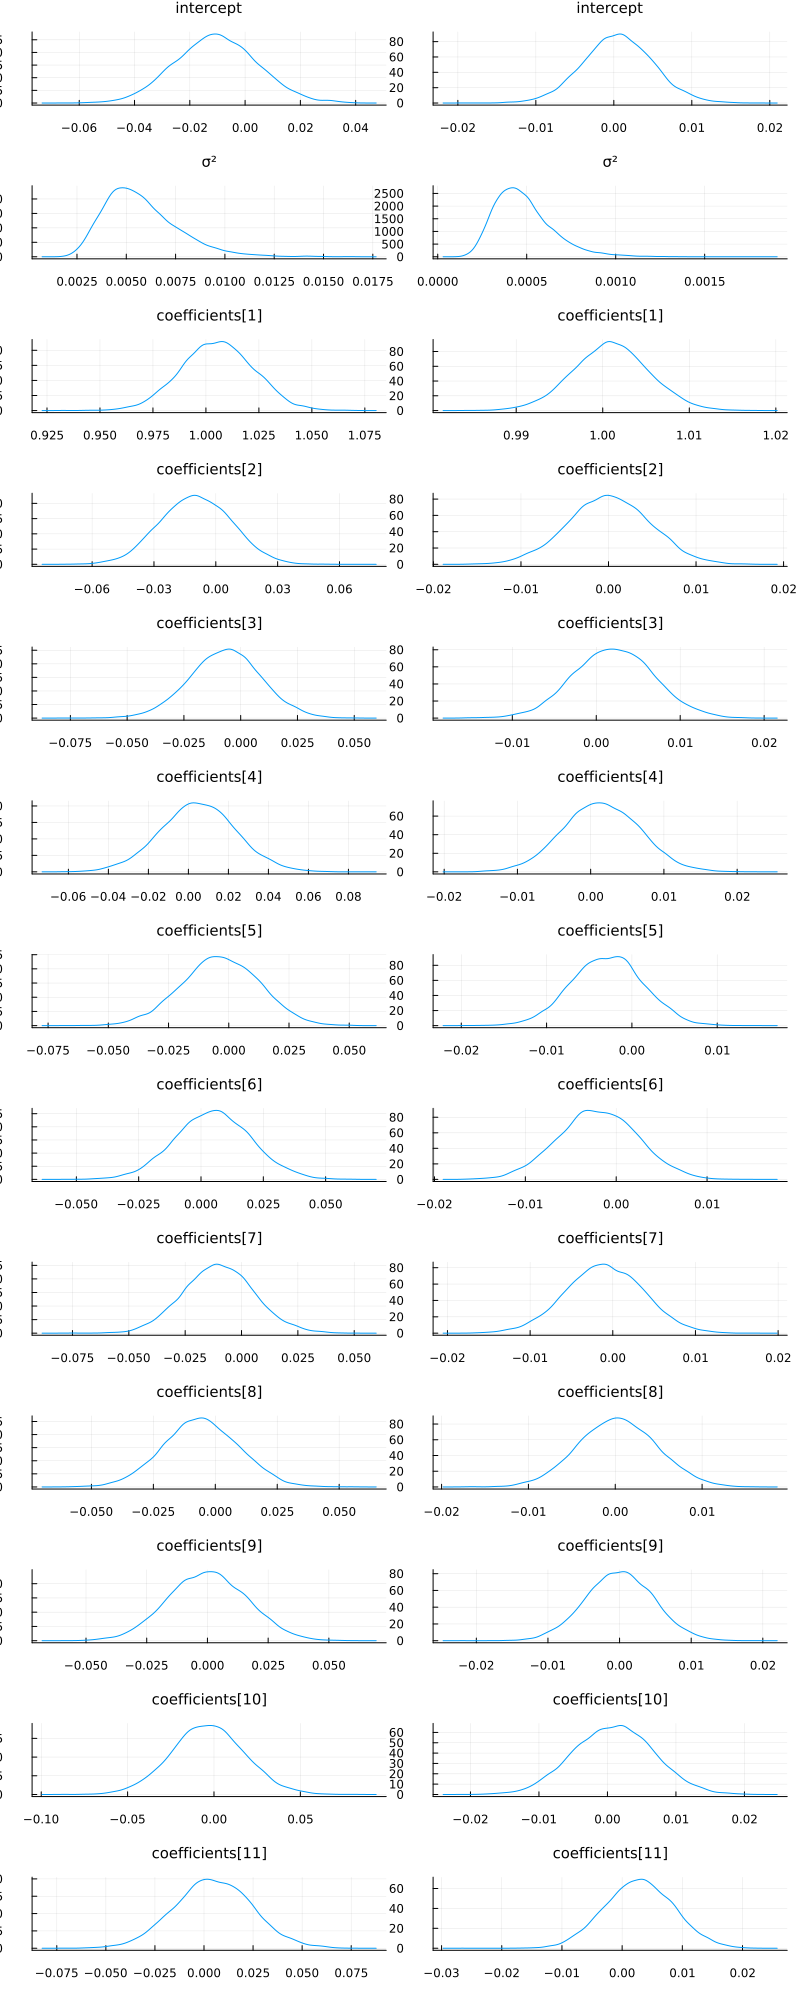 intercept intercept
80
60
40
20
0
−0.06 −0.04 −0.02 0.00 0.02 0.04 −0.02 −0.01 0.00 0.01 0.02
σ² σ²
2500
2000
1500
1000
500
0
0.0025 0.0050 0.0075 0.0100 0.0125 0.0150 0.0175 0.0000 0.0005 0.0010 0.0015
coefficients[1] coefficients[1]
80
60
40
20
0
0.925 0.950 0.975 1.000 1.025 1.050 1.075 0.99 1.00 1.01 1.02
coefficients[2] coefficients[2]
80
60
40
20
0
−0.06 −0.03 0.00 0.03 0.06 −0.02 −0.01 0.00 0.01 0.02
coefficients[3] coefficients[3]
80
60
40
20
0
−0.075 −0.050 −0.025 0.000 0.025 0.050 −0.01 0.00 0.01 0.02
coefficients[4] coefficients[4]
60
40
20
0
−0.06 −0.04 −0.02 0.00 0.02 0.04 0.06 0.08 −0.02 −0.01 0.00 0.01 0.02
coefficients[5] coefficients[5]
80
60
40
20
0
−0.075 −0.050 −0.025 0.000 0.025 0.050 −0.02 −0.01 0.00 0.01
coefficients[6] coefficients[6]
80
60
40
20
0
−0.050 −0.025 0.000 0.025 0.050 −0.02 −0.01 0.00 0.01
coefficients[7] coefficients[7]
80
60
40
20
0
−0.075 −0.050 −0.025 0.000 0.025 0.050 −0.02 −0.01 0.00 0.01 0.02
coefficients[8] coefficients[8]
80
60
40
20
0
−0.050 −0.025 0.000 0.025 0.050 −0.02 −0.01 0.00 0.01
coefficients[9] coefficients[9]
80
60
40
20
0
−0.050 −0.025 0.000 0.025 0.050 −0.02 −0.01 0.00 0.01 0.02
coefficients[10] coefficients[10]
60
50
40
30
20
10
0
−0.10 −0.05 0.00 0.05 −0.02 −0.01 0.00 0.01 0.02
coefficients[11] coefficients[11]
60
40
20
0
−0.075 −0.050 −0.025 0.000 0.025 0.050 0.075 −0.03 −0.02 −0.01 0.00 0.01 0.02